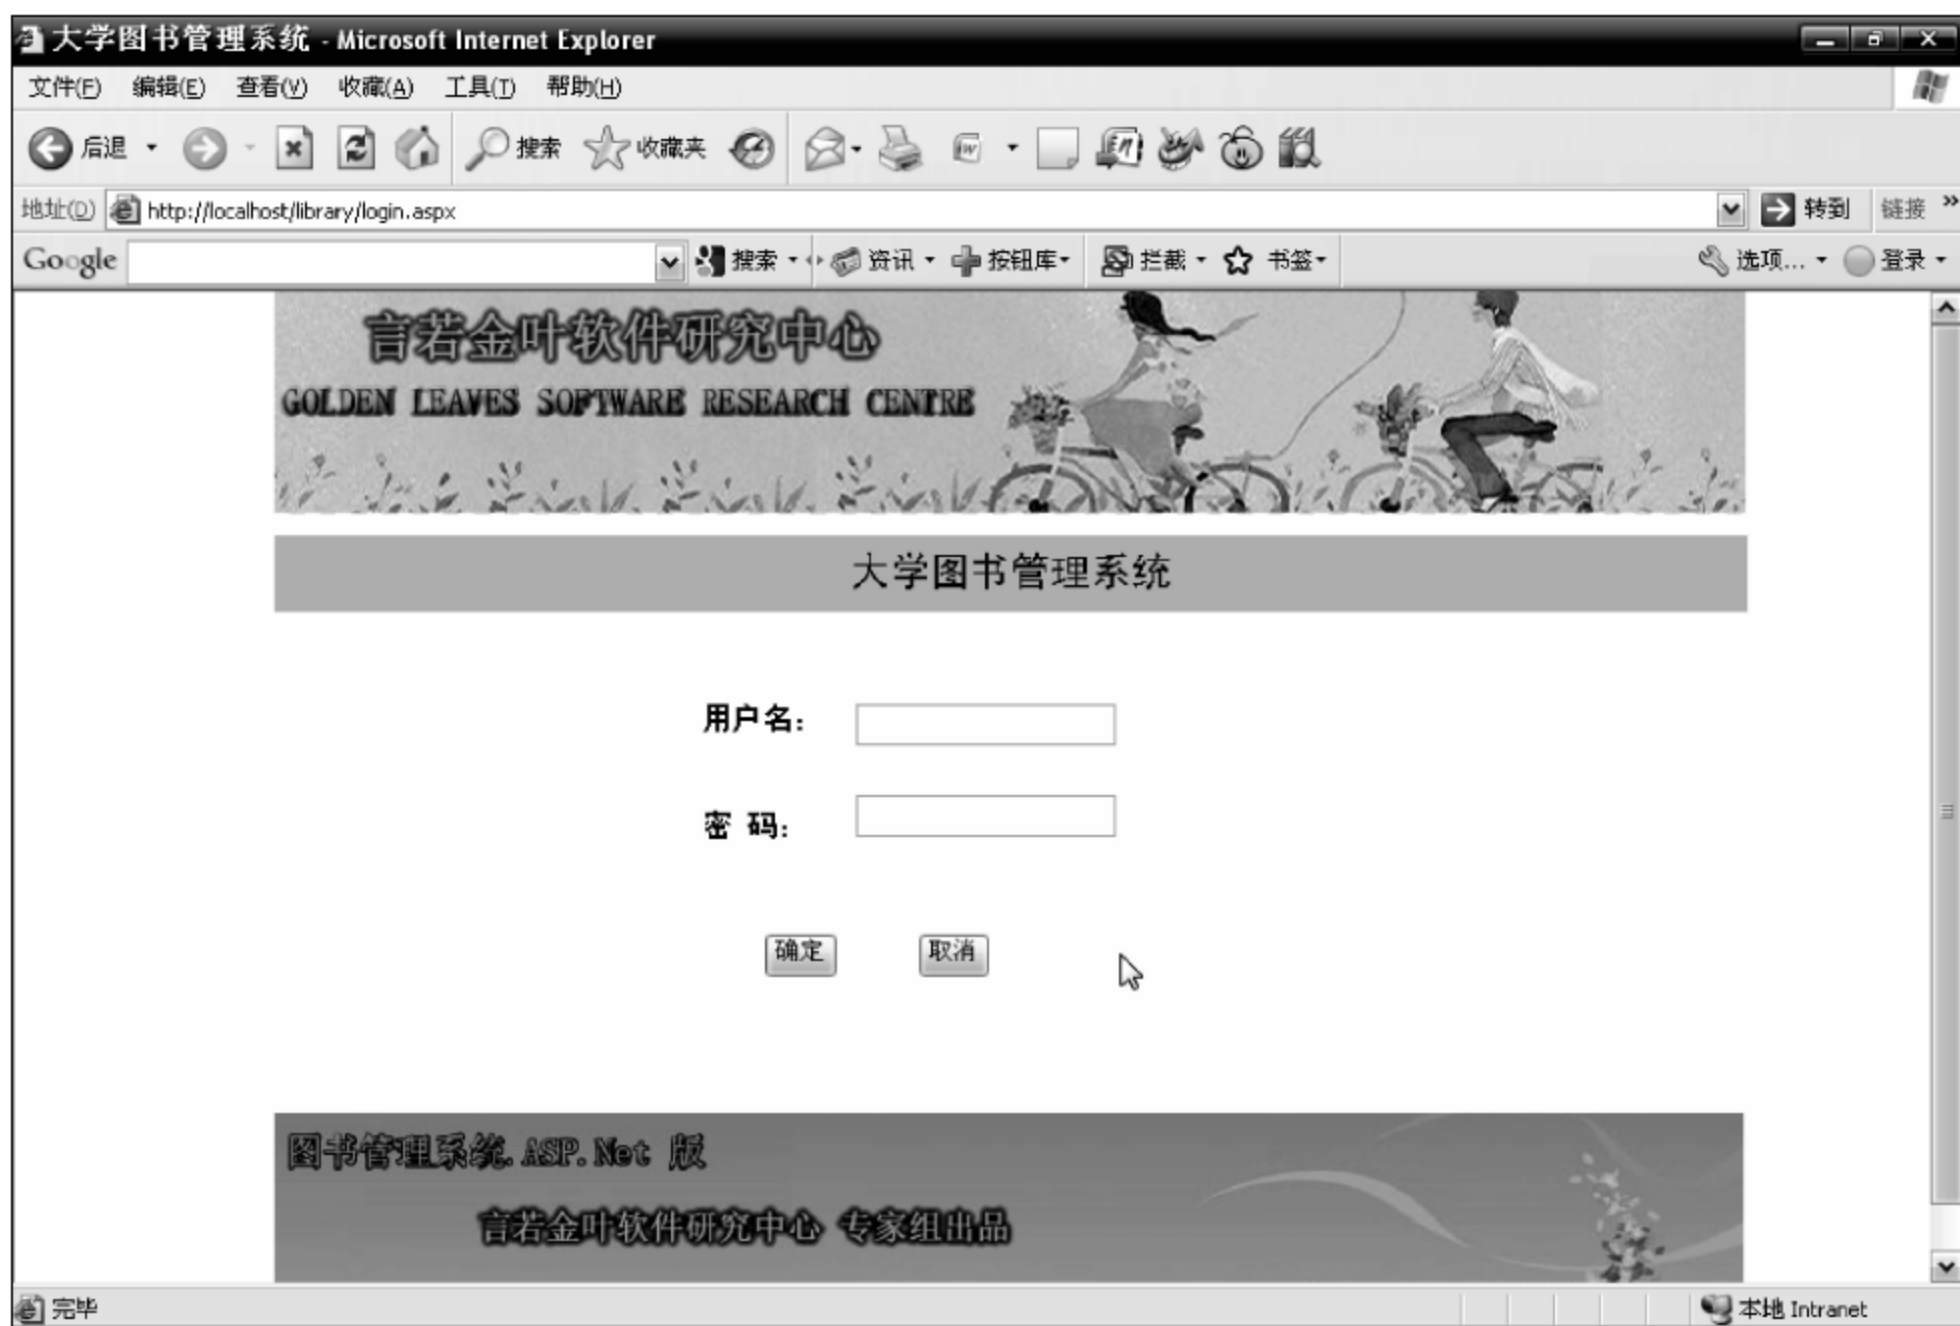 大学图书管理系统 - Microsoft Internet Explorer
文件(F) 编辑(E) 查看(V) 收藏(A) 工具(T) 帮助(H)
后退 搜索 收藏夹
地址(D) http://localhost/library/login.aspx 转到 链接 »
Google 搜索 资讯 按钮库 拦截 书签 选项... 登录
言若金叶软件研究中心
GOLDEN LEAVES SOFTWARE RESEARCH CENTRE
大学图书管理系统
用户名：
密 码：
确定 取消
图书管理系统.ASP.Net 版
言若金叶软件研究中心 专家组出品
完毕 本地 Intranet